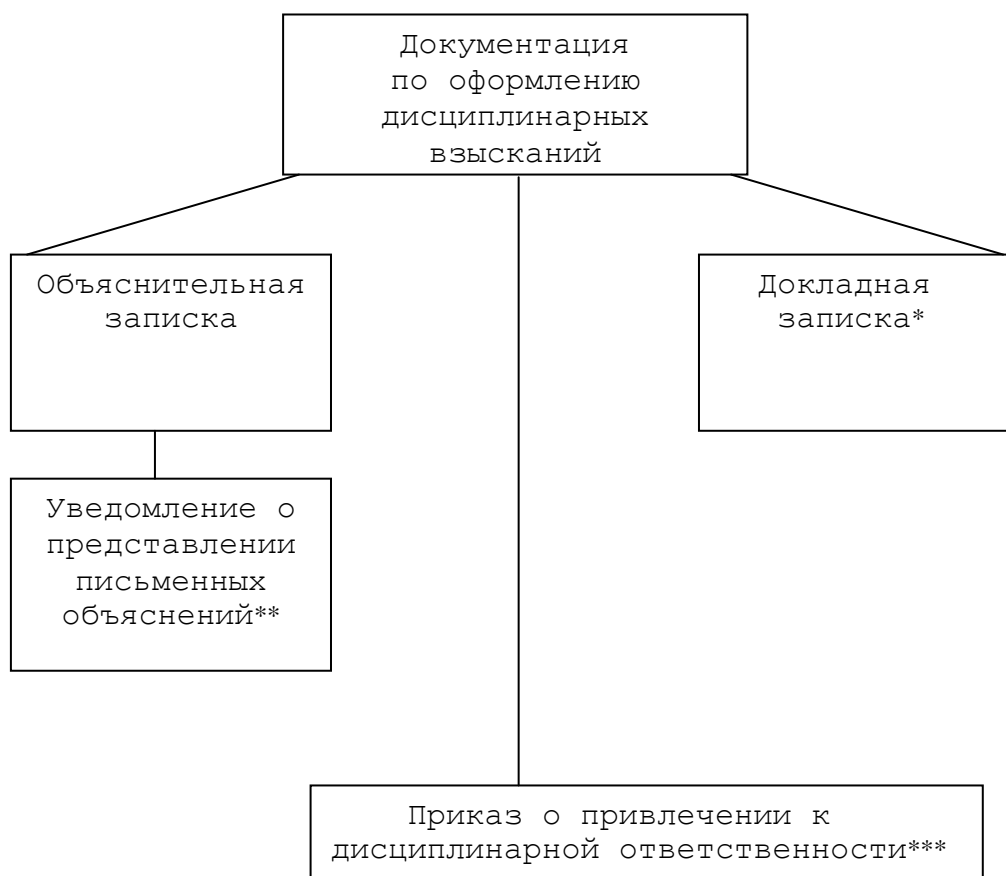 Документация
по оформлению
дисциплинарных
взысканий
Объяснительная
записка
Докладная
записка*
Уведомление о
представлении
письменных
объяснений**
Приказ о привлечении к
дисциплинарной ответственности***